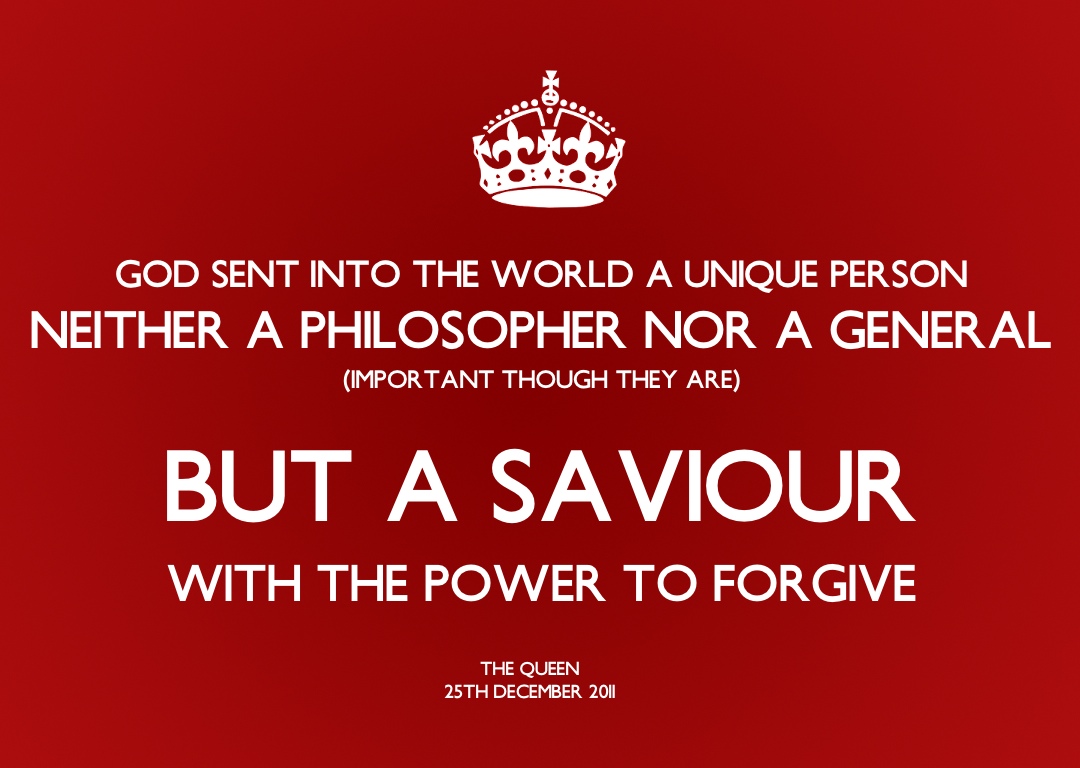 GOD SENT INTO THE WORLD A UNIQUE PERSON
NEITHER A PHILOSOPHER NOR A GENERAL
(IMPORTANT THOUGH THEY ARE)
BUT A SAVIOUR
WITH THE POWER TO FORGIVE
THE QUEEN
25TH DECEMBER 2011